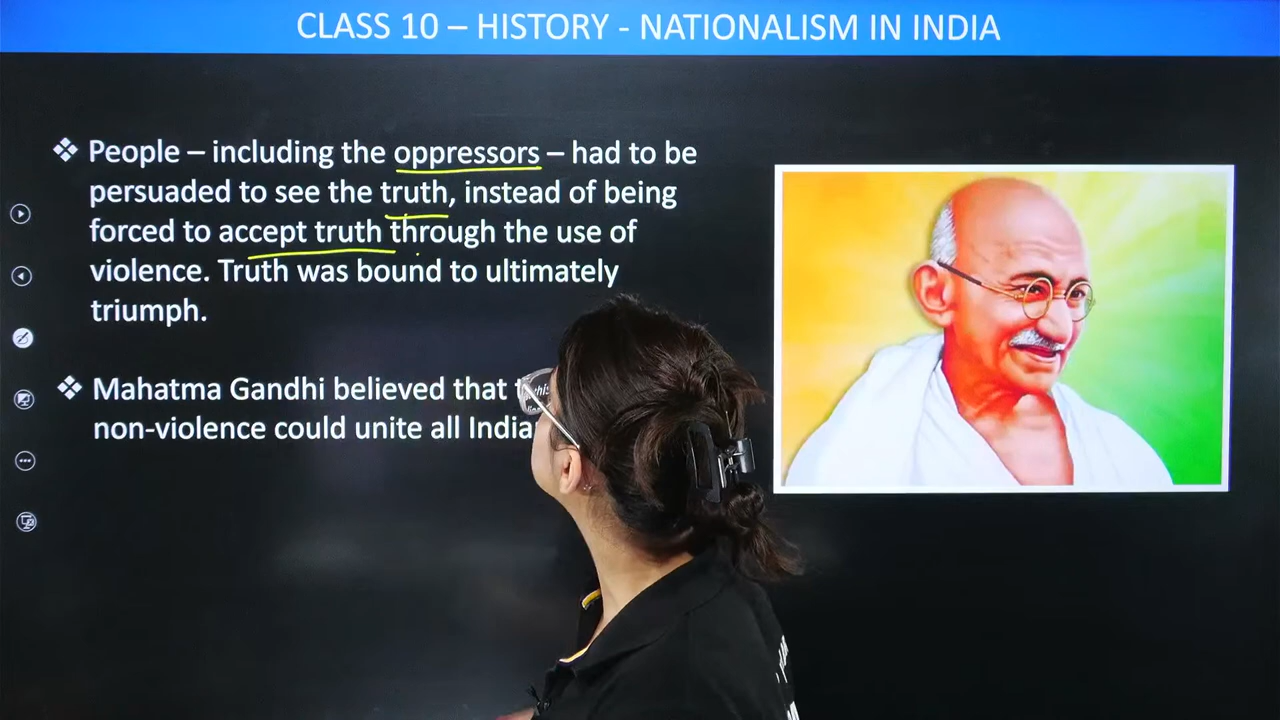 CLASS 10 – HISTORY - NATIONALISM IN INDIA
❖ People – including the oppressors – had to be
persuaded to see the truth, instead of being
forced to accept truth through the use of
violence. Truth was bound to ultimately
triumph.
❖ Mahatma Gandhi believed that this
non-violence could unite all